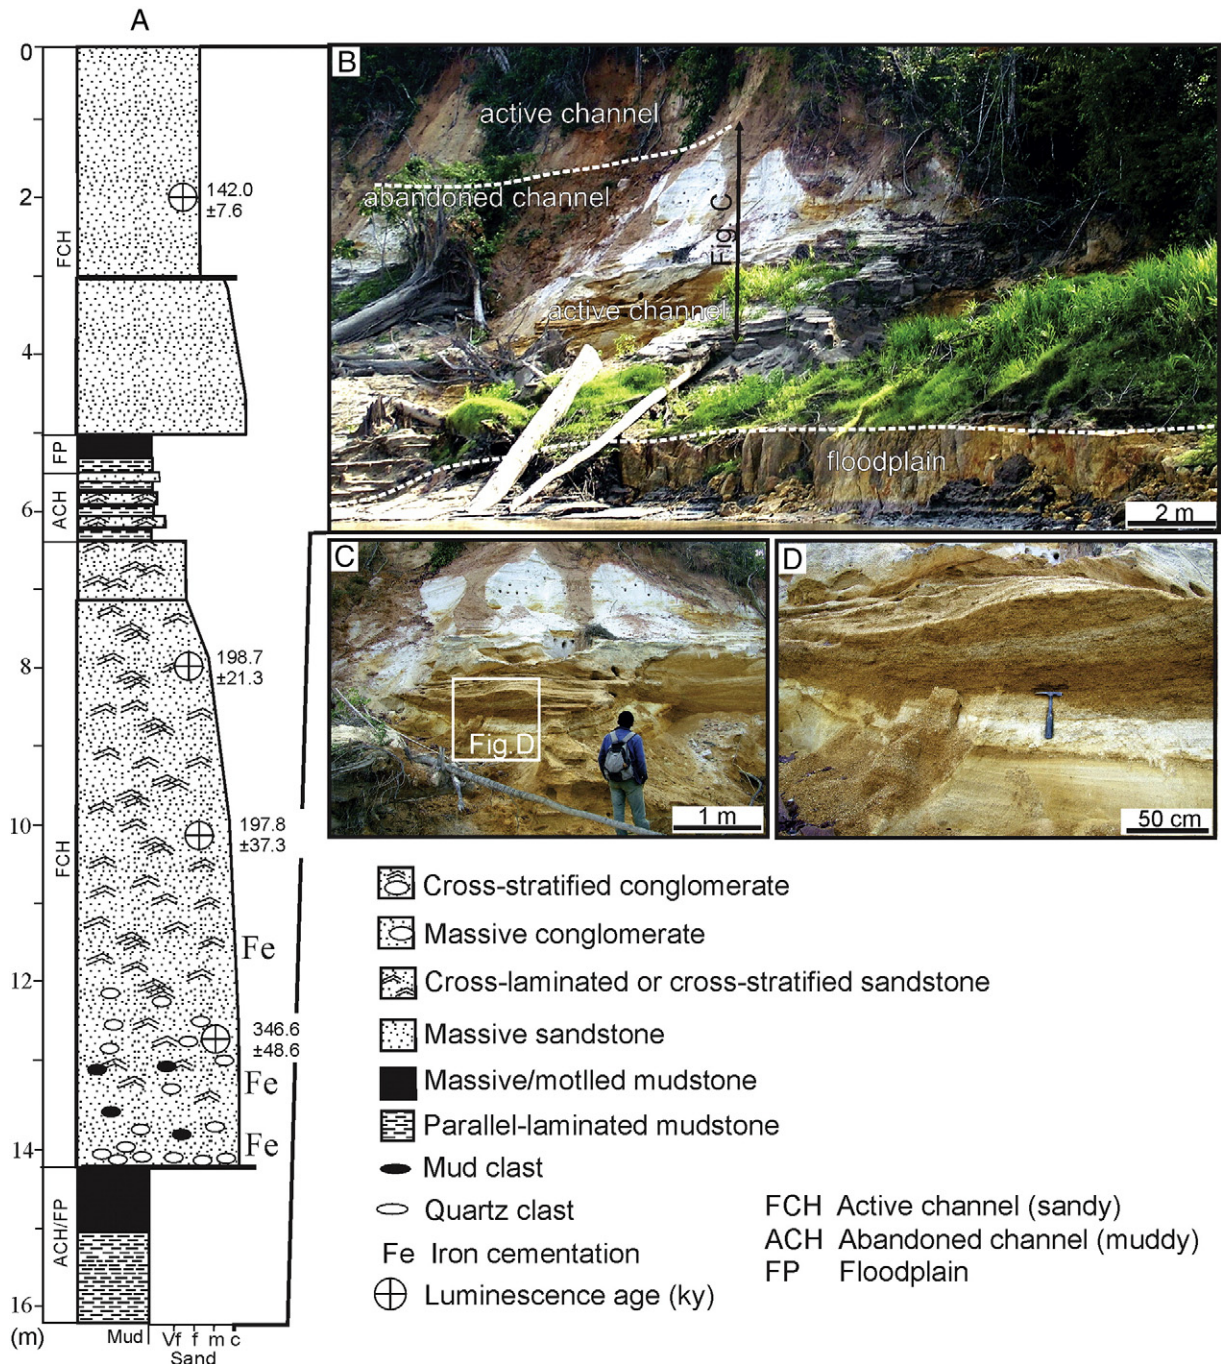 A
0
2
4
6
8
10
12
14
16
(m)
FCH
FP
ACH
FCH
ACH/FP
142.0
±7.6
198.7
±21.3
197.8
±37.3
346.6
±48.6
Fe
Fe
Fe
Mud
Vf f m c
Sand
B
active channel
abandoned channel
Fig. C
active channel
floodplain
2 m
C
Fig.D
1 m
D
50 cm
Cross-stratified conglomerate
Massive conglomerate
Cross-laminated or cross-stratified sandstone
Massive sandstone
Massive/motlled mudstone
Parallel-laminated mudstone
Mud clast
Quartz clast
Fe Iron cementation
Luminescence age (ky)
FCH Active channel (sandy)
ACH Abandoned channel (muddy)
FP Floodplain